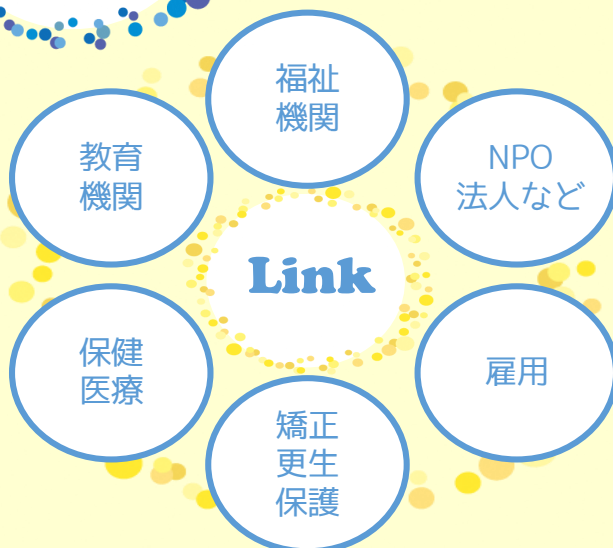 福祉
機関
教育
機関
NPO
法人など
Link
保健
医療
雇用
矯正
更生
保護